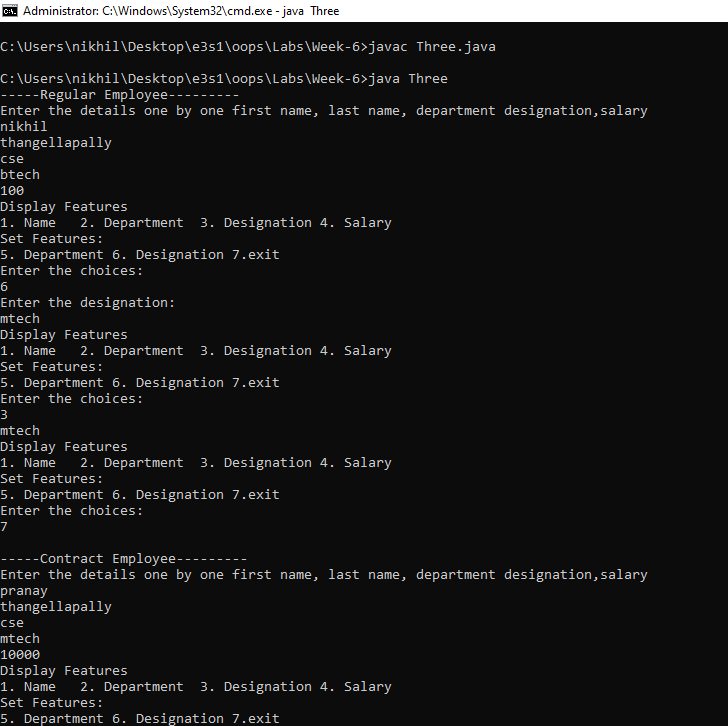 Administrator: C:\Windows\System32\cmd.exe - java  Three
C:\Users\nikhil\Desktop\e3s1\oops\Labs\Week-6>javac Three.java
C:\Users\nikhil\Desktop\e3s1\oops\Labs\Week-6>java Three
-----Regular Employee---------
Enter the details one by one first name, last name, department designation,salary
nikhil
thangellapally
cse
btech
100
Display Features
1. Name   2. Department  3. Designation 4. Salary
Set Features:
5. Department 6. Designation 7.exit
Enter the choices:
6
Enter the designation:
mtech
Display Features
1. Name   2. Department  3. Designation 4. Salary
Set Features:
5. Department 6. Designation 7.exit
Enter the choices:
3
mtech
Display Features
1. Name   2. Department  3. Designation 4. Salary
Set Features:
5. Department 6. Designation 7.exit
Enter the choices:
7
-----Contract Employee---------
Enter the details one by one first name, last name, department designation,salary
pranay
thangellapally
cse
mtech
10000
Display Features
1. Name   2. Department  3. Designation 4. Salary
Set Features:
5. Department 6. Designation 7.exit